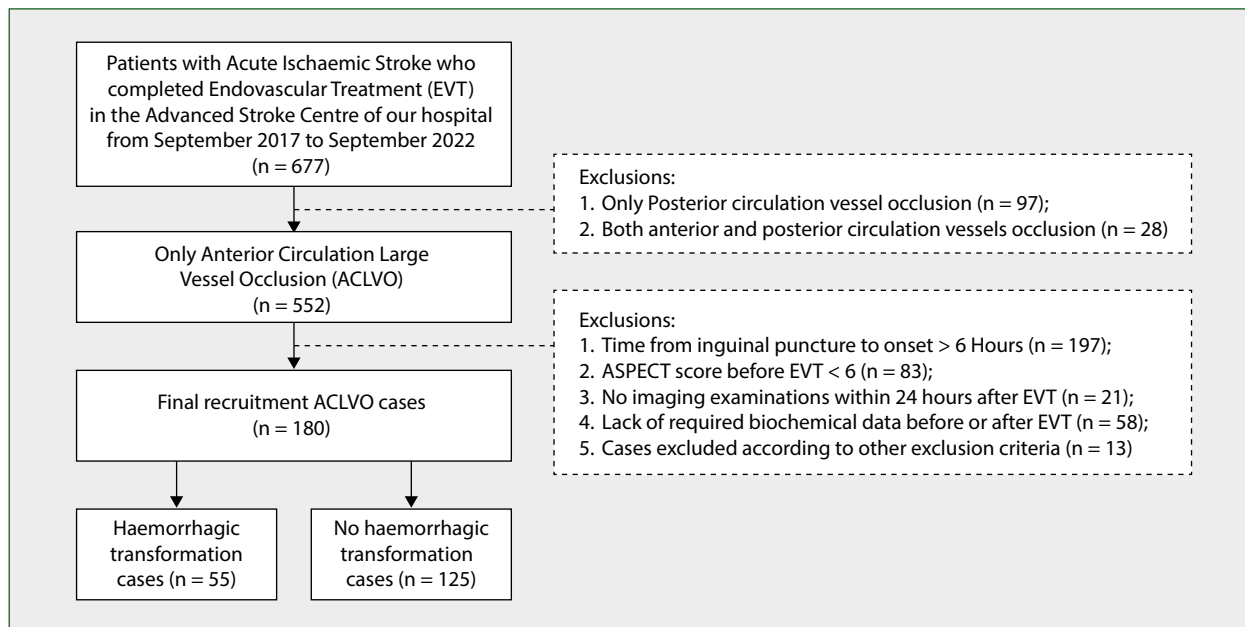 Patients with Acute Ischaemic Stroke who
completed Endovascular Treatment (EVT)
in the Advanced Stroke Centre of our hospital
from September 2017 to September 2022
(n = 677)
Exclusions:
1. Only Posterior circulation vessel occlusion (n = 97);
2. Both anterior and posterior circulation vessels occlusion (n = 28)
Only Anterior Circulation Large
Vessel Occlusion (ACLVO)
(n = 552)
Exclusions:
1. Time from inguinal puncture to onset > 6 Hours (n = 197);
2. ASPECT score before EVT < 6 (n = 83);
3. No imaging examinations within 24 hours after EVT (n = 21);
4. Lack of required biochemical data before or after EVT (n = 58);
5. Cases excluded according to other exclusion criteria (n = 13)
Final recruitment ACLVO cases
(n = 180)
Haemorrhagic
transformation
cases (n = 55)
No haemorrhagic
transformation
cases (n = 125)